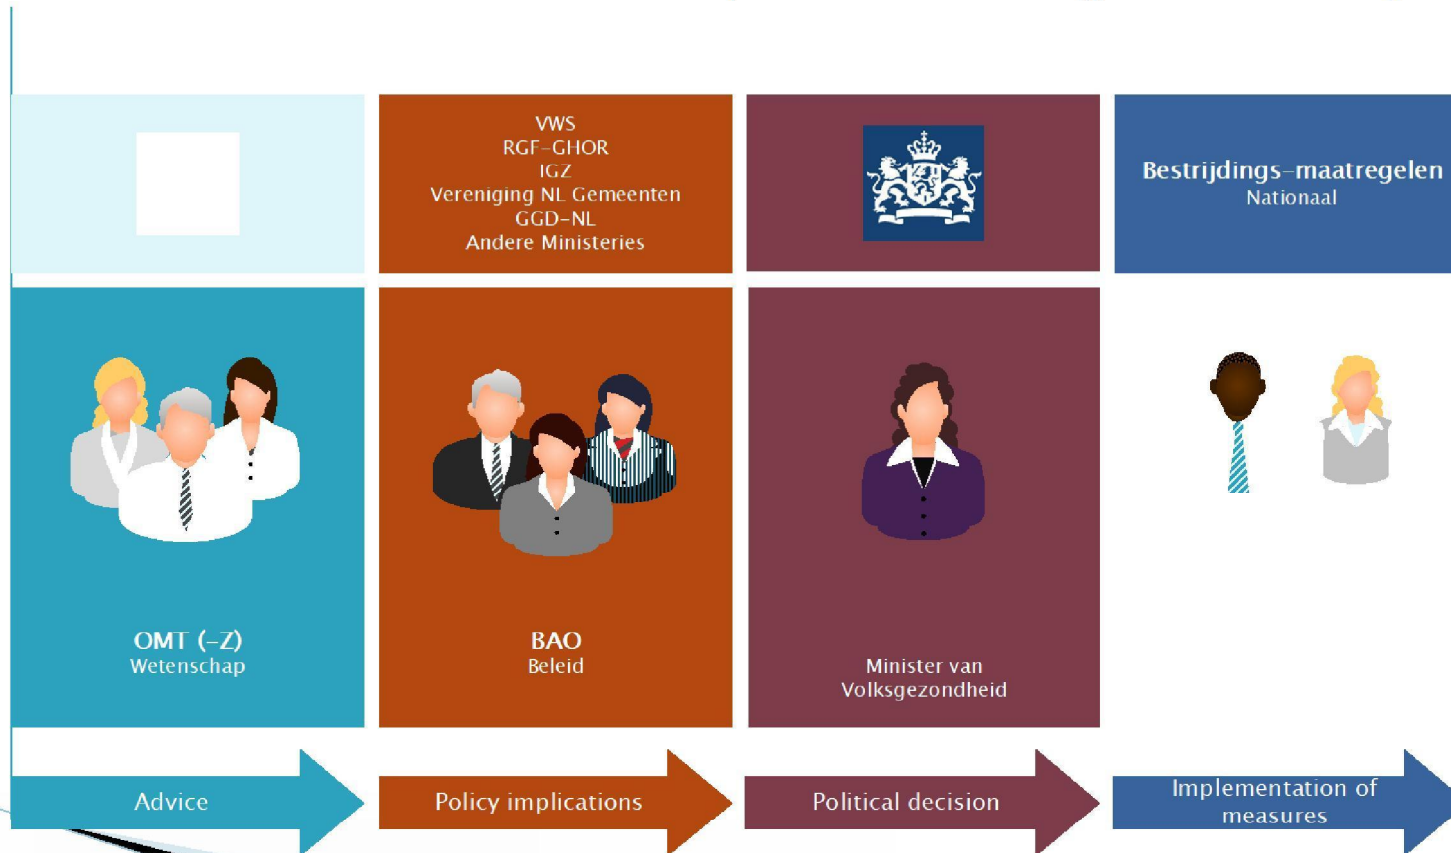 VWS
RGF-GHOR
IGZ
Vereniging NL Gemeenten
GGD-NL
Andere Ministeries
Bestrijdings-maatregelen
Nationaal
OMT (-Z)
Wetenschap
BAO
Beleid
Minister van
Volksgezondheid
Advice
Policy implications
Political decision
Implementation of
measures